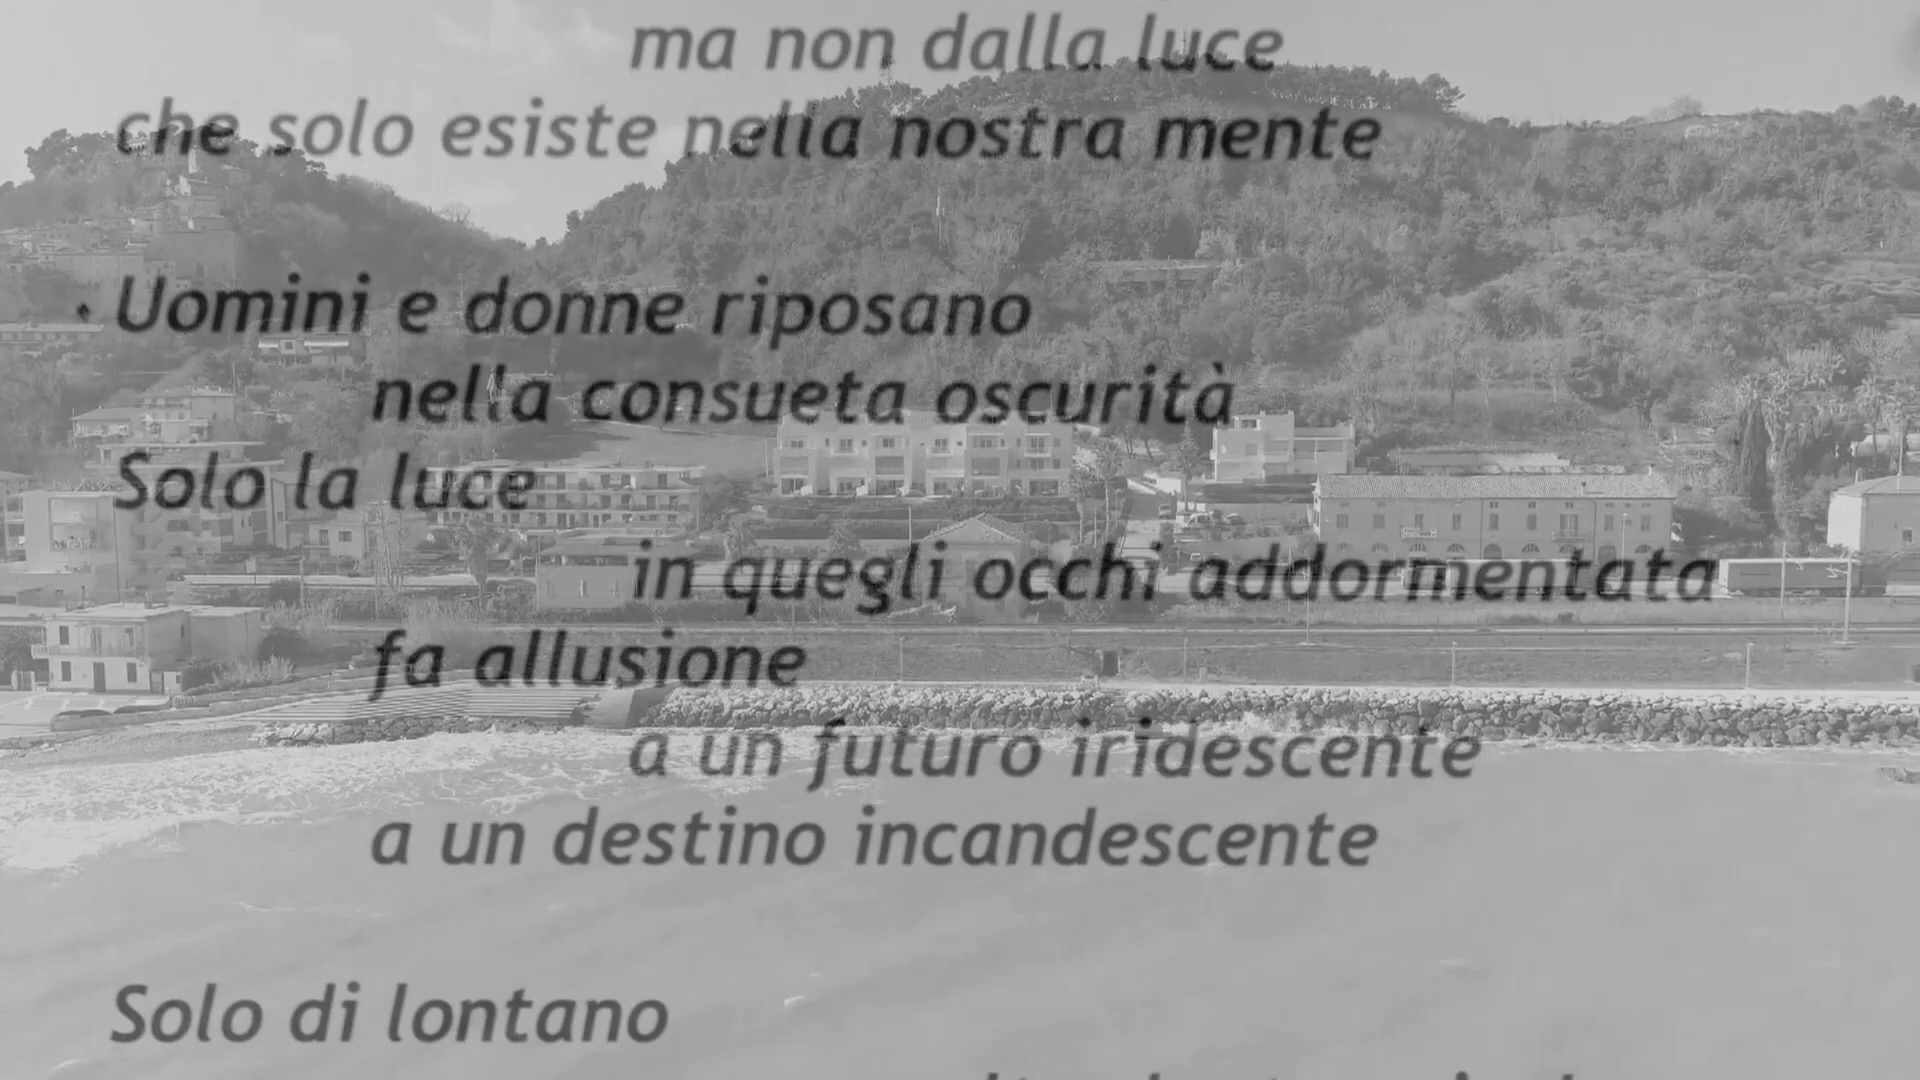 ma non dalla luce
che solo esiste nella nostra mente
Uomini e donne riposano
nella consueta oscurità
Solo la luce
in quegli occhi addormentata
fa allusione
a un futuro iridescente
a un destino incandescente
Solo di lontano